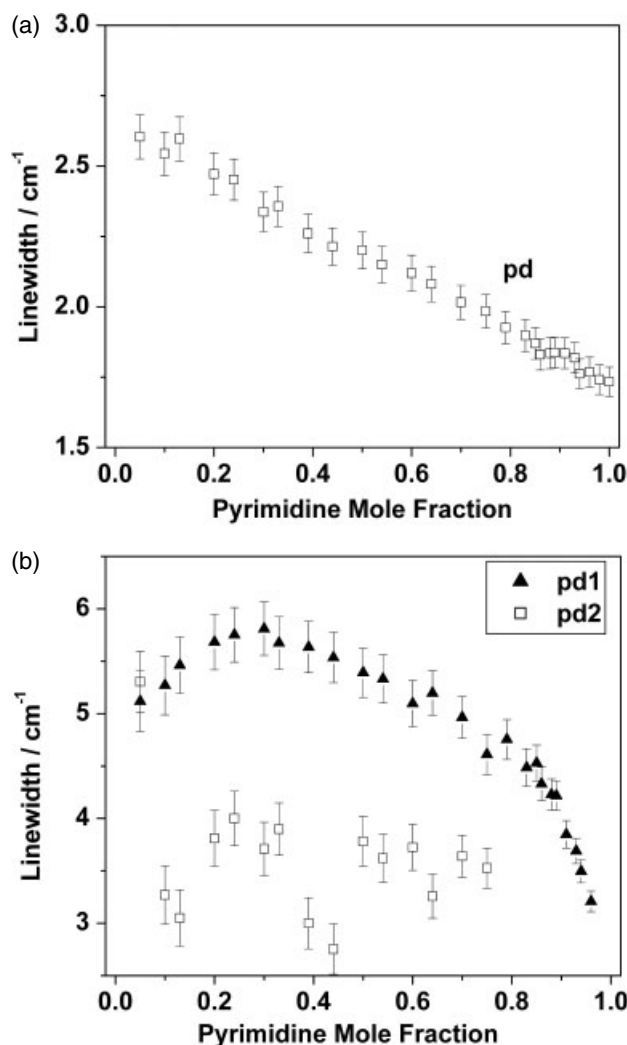 (a)
3.0
2.5
2.0
1.5
Linewidth / cm⁻¹
pd
0.0 0.2 0.4 0.6 0.8 1.0
Pyrimidine Mole Fraction
(b)
pd1
pd2
6
5
4
3
Linewidth / cm⁻¹
0.0 0.2 0.4 0.6 0.8 1.0
Pyrimidine Mole Fraction